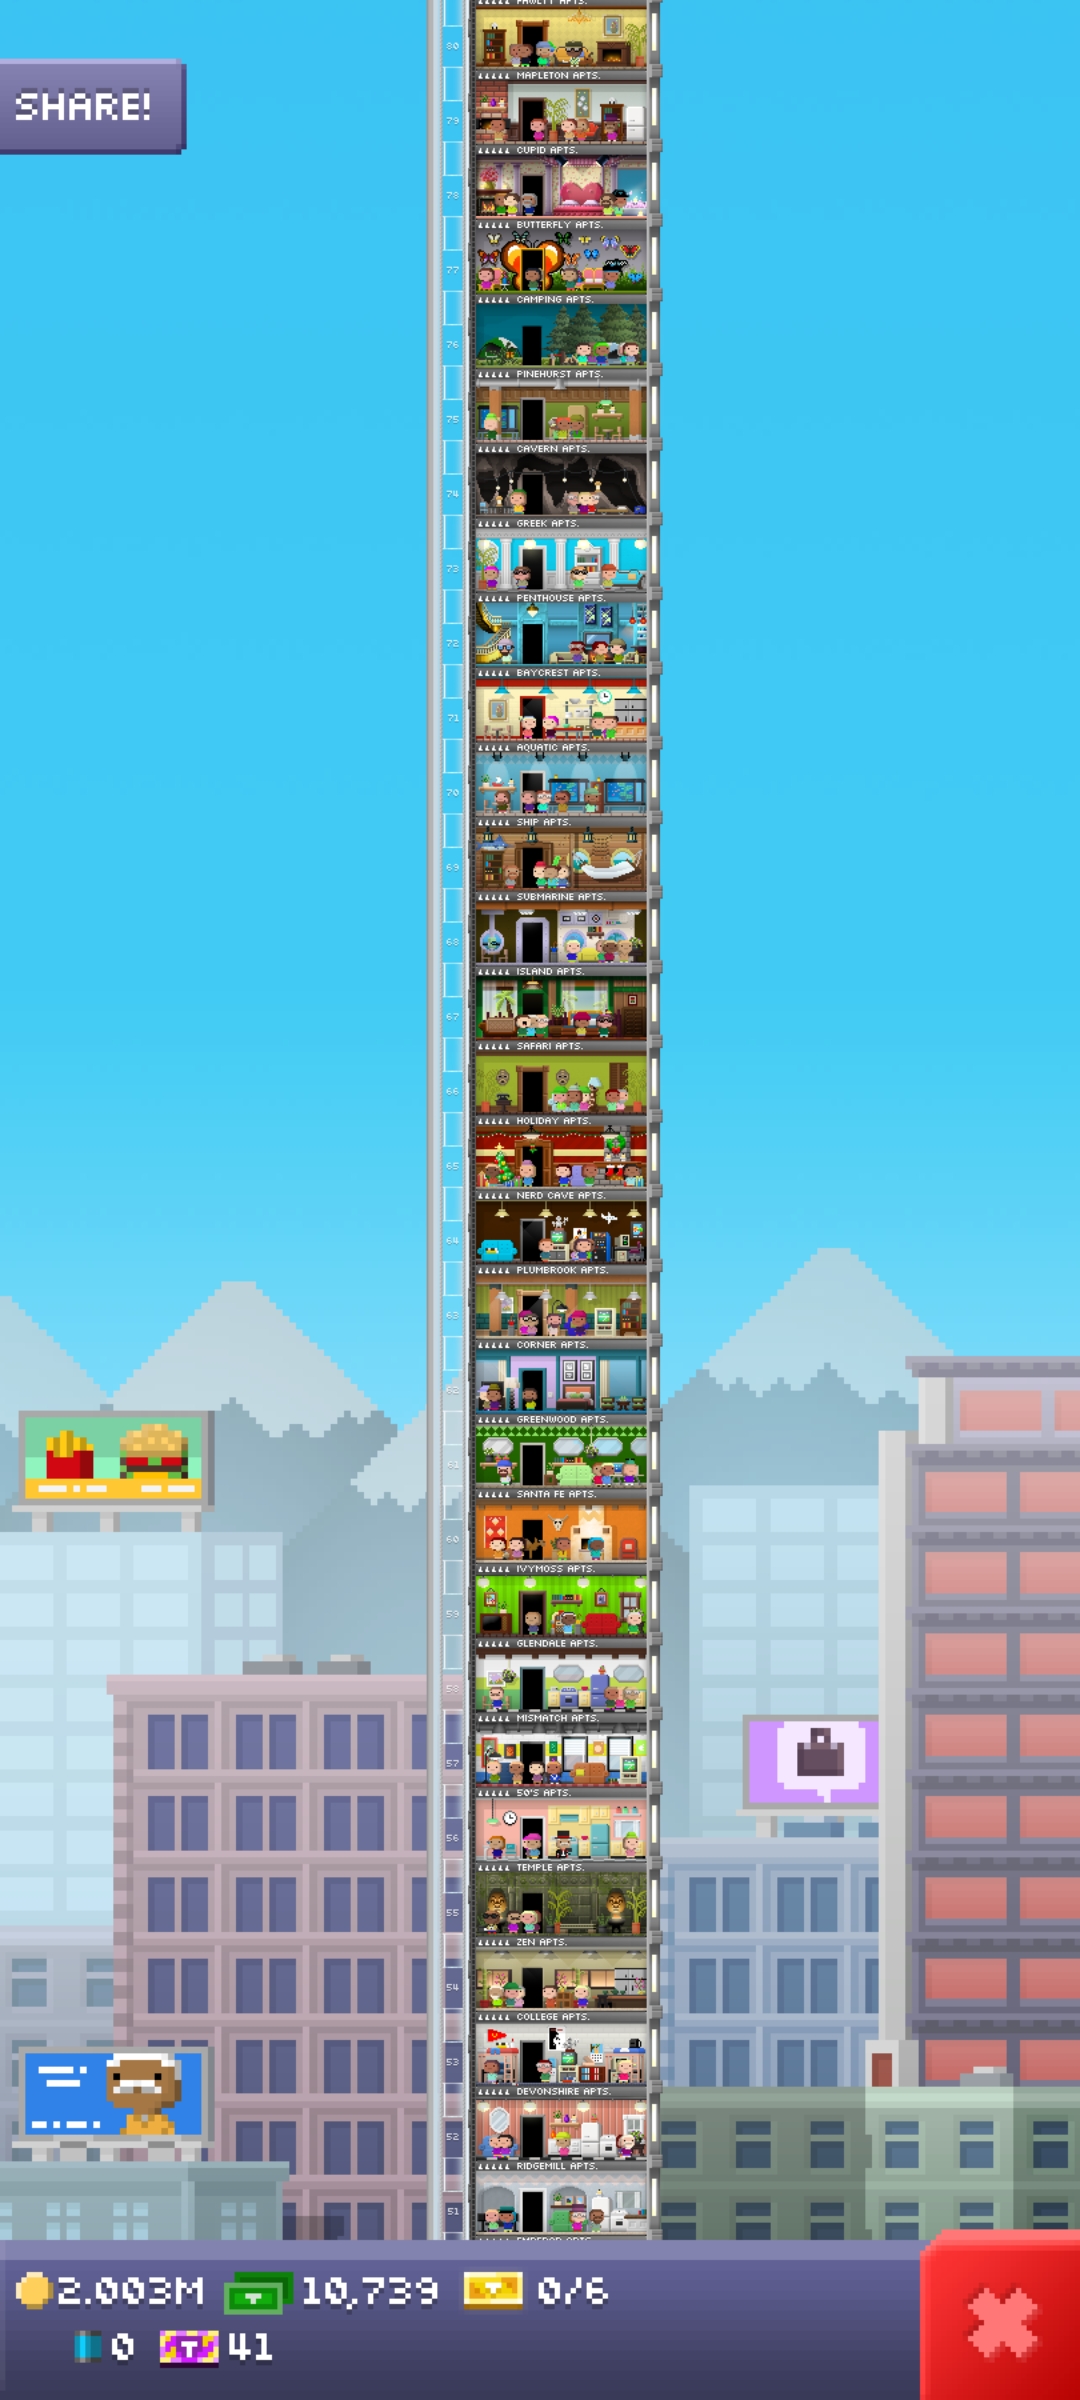 80
MAPLETON APTS.
SHARE!
79
CUPID APTS.
78
BUTTERFLY APTS.
77
CAMPING APTS.
76
PINEHURST APTS.
75
CAVERN APTS.
74
GREEK APTS.
73
PENTHOUSE APTS.
72
BAYCREST APTS.
71
AQUATIC APTS.
70
SHIP APTS.
69
SUBMARINE APTS.
68
ISLAND APTS.
67
SAFARI APTS.
66
HOLIDAY APTS.
65
NERD CAVE APTS.
64
PLUMBROOK APTS.
63
CORNER APTS.
62
GREENWOOD APTS.
61
SANTA FE APTS.
60
IVYMOSS APTS.
59
GLENDALE APTS.
58
MISMATCH APTS.
57
50'S APTS.
56
TEMPLE APTS.
55
ZEN APTS.
54
COLLEGE APTS.
53
DEVONSHIRE APTS.
52
RIDGEMILL APTS.
51
2.003M 10,739 0/6
0 T 41